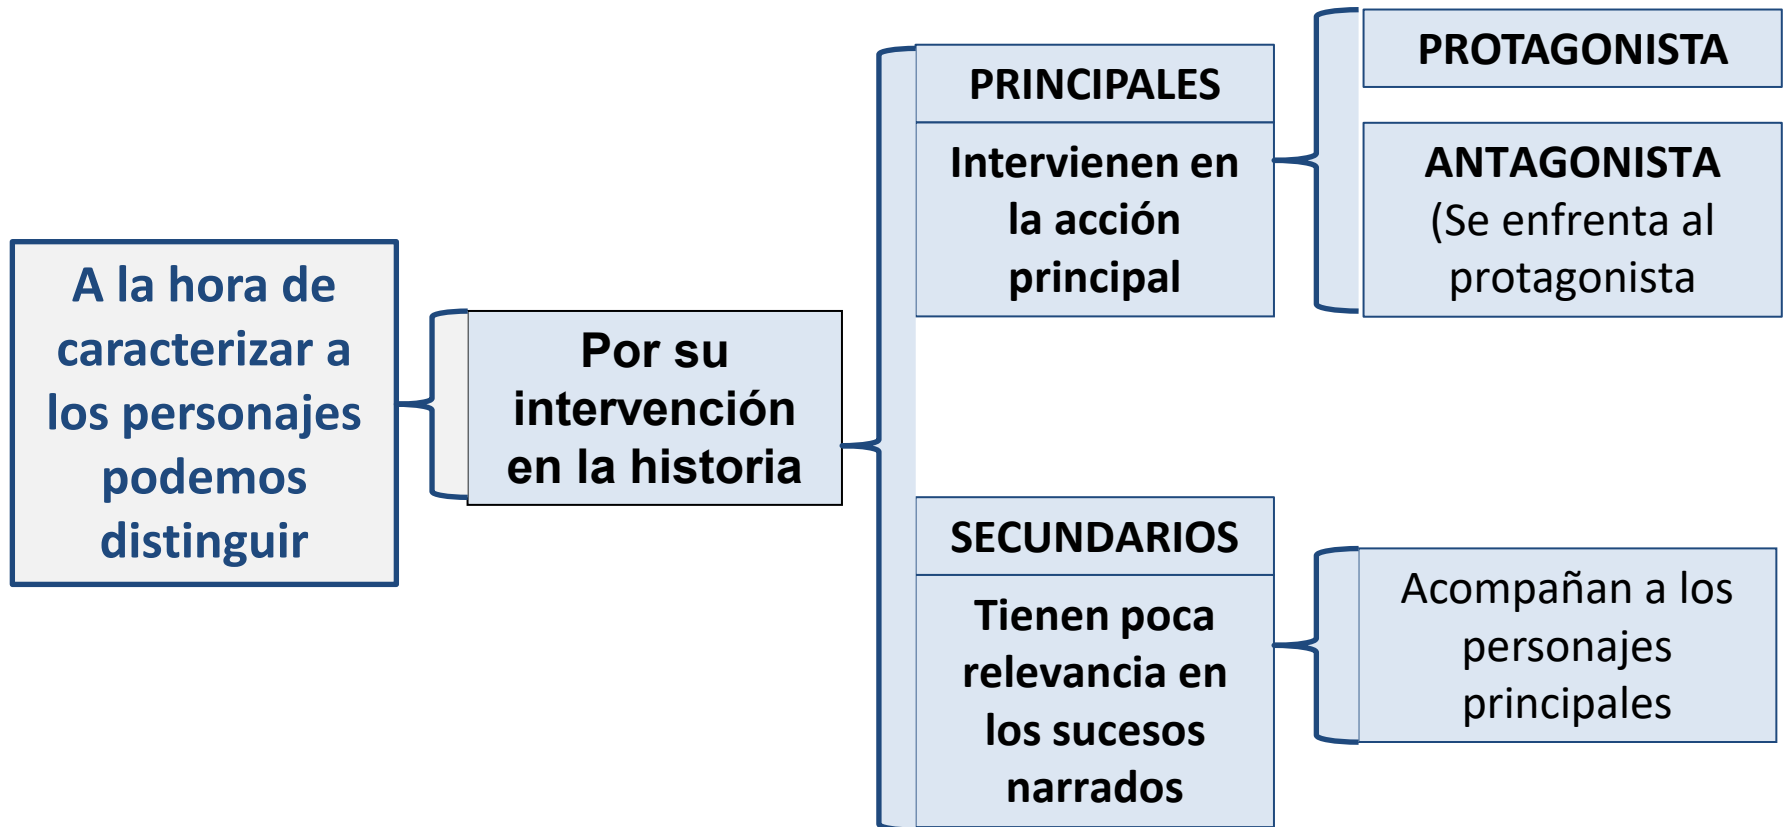 A la hora de
caracterizar a
los personajes
podemos
distinguir
Por su
intervención
en la historia
PRINCIPALES
Intervienen en
la acción
principal
PROTAGONISTA
ANTAGONISTA
(Se enfrenta al
protagonista
SECUNDARIOS
Tienen poca
relevancia en
los sucesos
narrados
Acompañan a los
personajes
principales